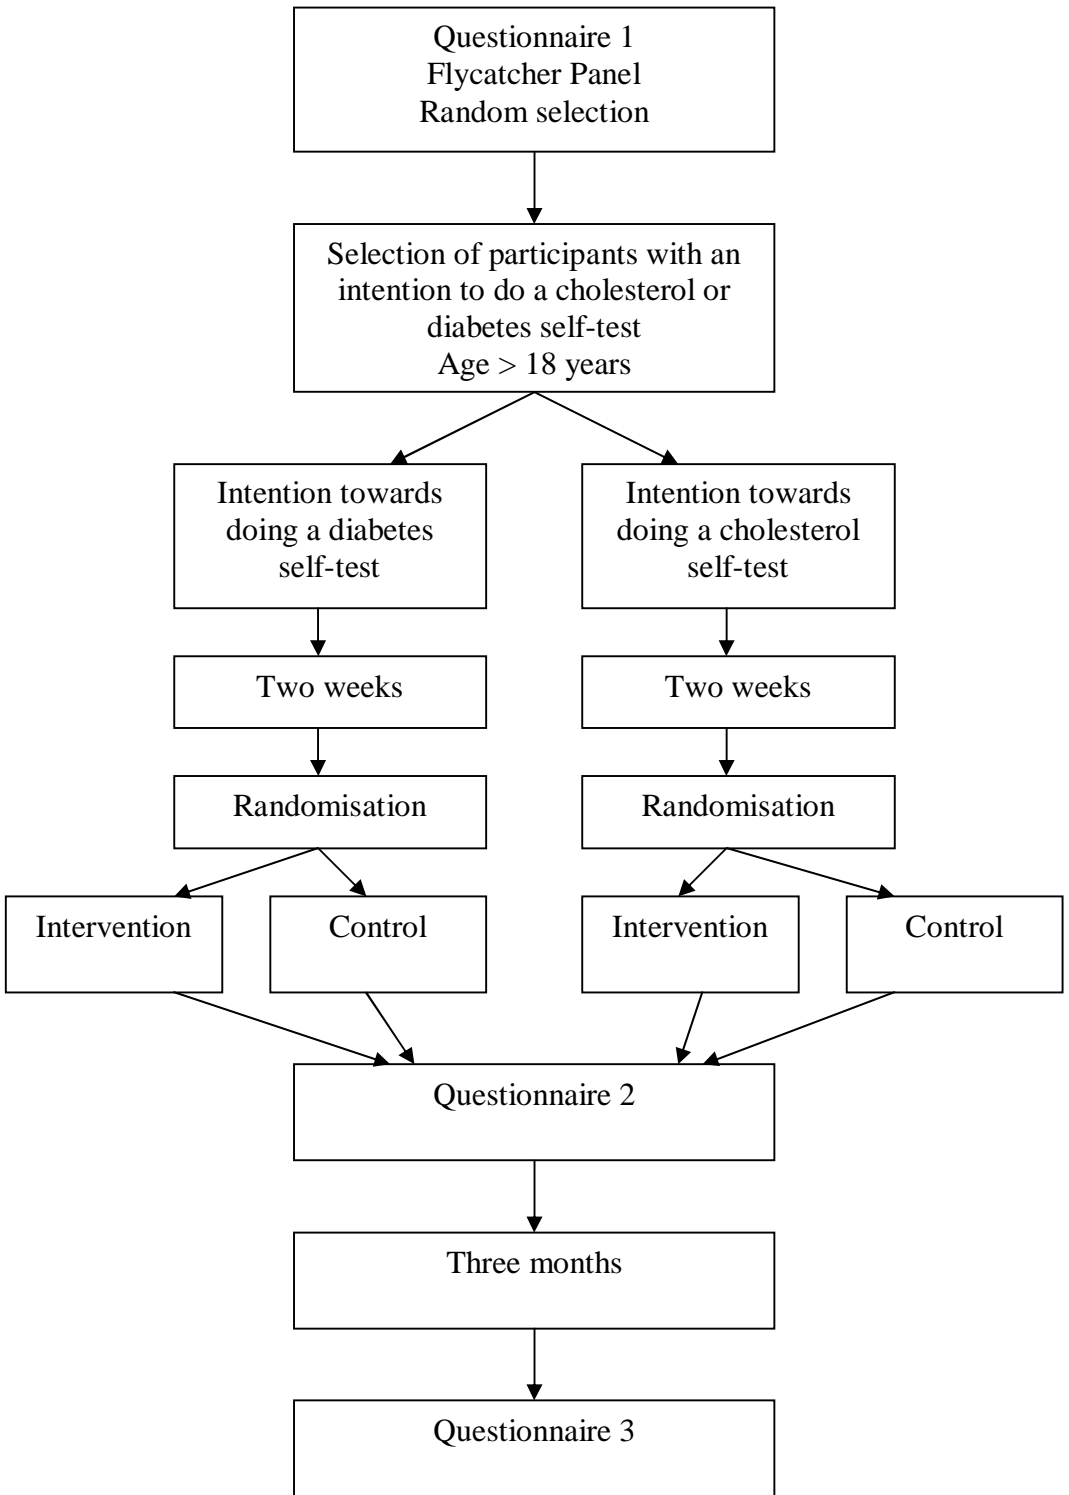 Questionnaire 1
Flycatcher Panel
Random selection
Selection of participants with an
intention to do a cholesterol or
diabetes self-test
Age > 18 years
Intention towards
doing a diabetes
self-test
Intention towards
doing a cholesterol
self-test
Two weeks
Two weeks
Randomisation
Randomisation
Intervention
Control
Intervention
Control
Questionnaire 2
Three months
Questionnaire 3